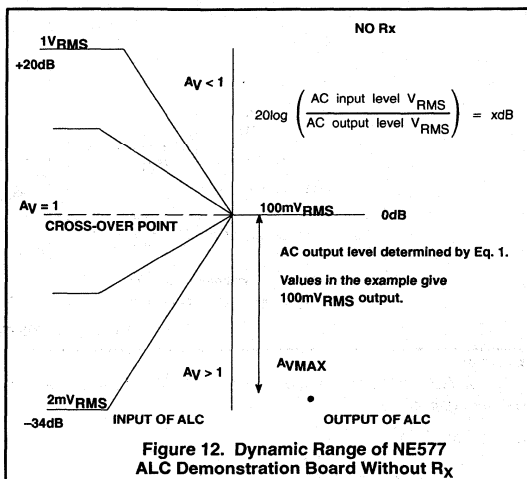 NO Rx
1VRMS
+20dB
AV < 1
20log ( AC input level VRMS / AC output level VRMS ) = xdB
AV = 1
CROSS-OVER POINT
100mVRMS
0dB
AC output level determined by Eq. 1.
Values in the example give
100mVRMS output.
AV > 1
AVMAX
2mVRMS
–34dB
INPUT OF ALC
OUTPUT OF ALC
Figure 12. Dynamic Range of NE577
ALC Demonstration Board Without RX